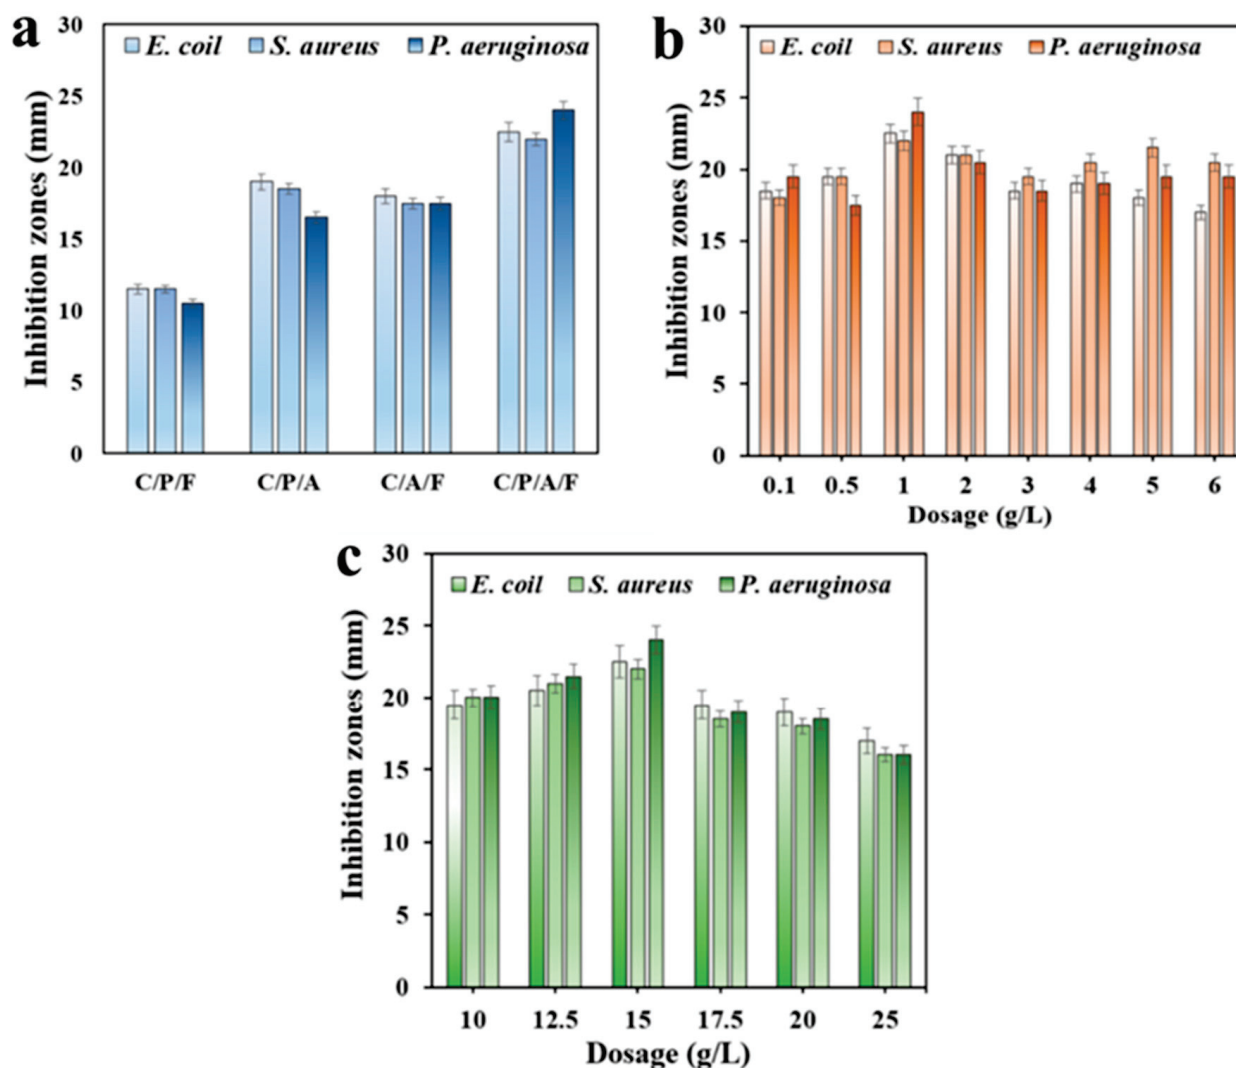 a
30
E. coil S. aureus P. aeruginosa
25
20
15
10
5
0
Inhibition zones (mm)
C/P/F C/P/A C/A/F C/P/A/F
b
30
E. coil S. aureus P. aeruginosa
25
20
15
10
5
0
Inhibition zones (mm)
0.1 0.5 1 2 3 4 5 6
Dosage (g/L)
c
30
E. coil S. aureus P. aeruginosa
25
20
15
10
5
0
Inhibition zones (mm)
10 12.5 15 17.5 20 25
Dosage (g/L)